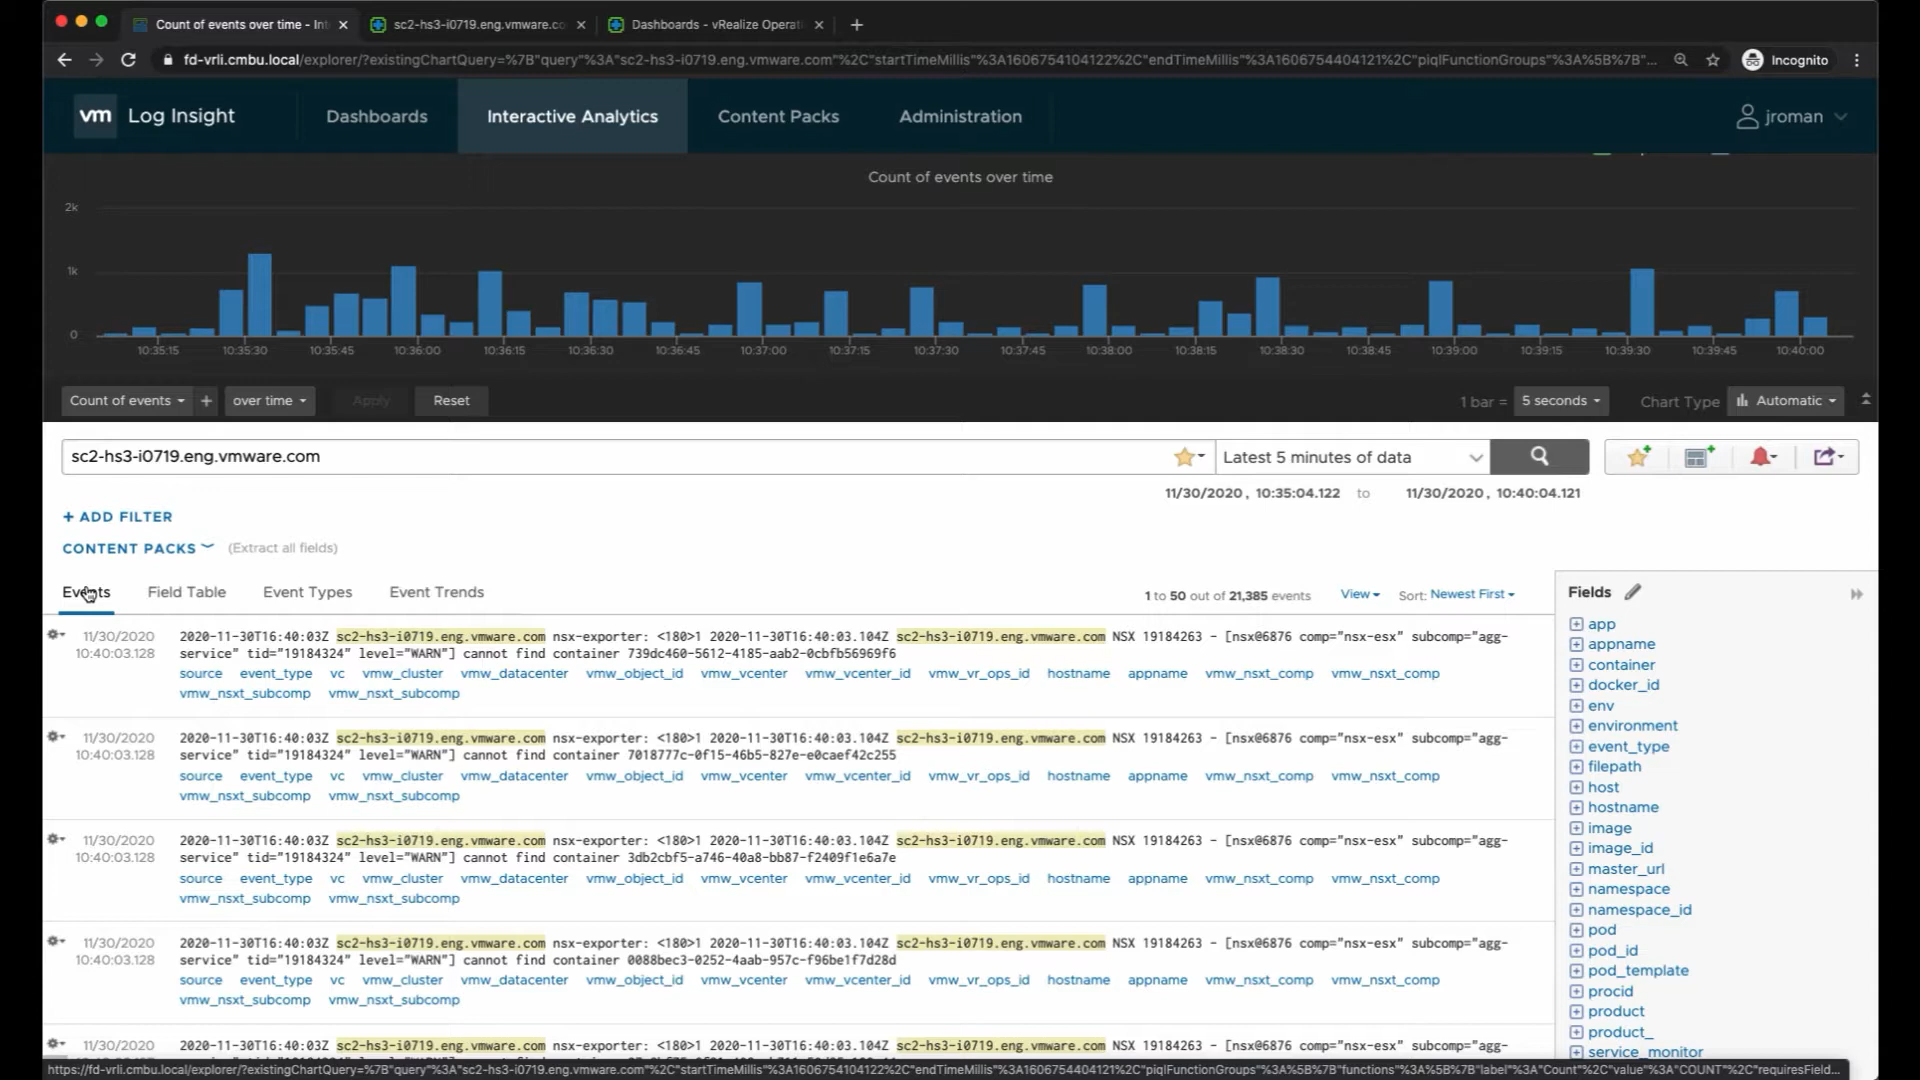 Count of events over time - Int
sc2-hs3-i0719.eng.vmware.co
Dashboards - vRealize Operati
fd-vrli.cmbu.local/explorer/?existingChartQuery=%7B"query"%3A"sc2-hs3-i0719.eng.vmware.com"%2C"startTimeMillis"%3A1606754104122%2C"endTimeMillis"%3A1606754404121%2C"piqlFunctionGroups"%3A%5B%7B"...
Incognito
vm Log Insight
Dashboards
Interactive Analytics
Content Packs
Administration
jroman
Count of events over time
2k
1k
0
10:35:15 10:35:30 10:35:45 10:36:00 10:36:15 10:36:30 10:36:45 10:37:00 10:37:15 10:37:30 10:37:45 10:38:00 10:38:15 10:38:30 10:38:45 10:39:00 10:39:15 10:39:30 10:39:45 10:40:00
Count of events + over time Apply Reset
1 bar = 5 seconds Chart Type Automatic
sc2-hs3-i0719.eng.vmware.com
Latest 5 minutes of data
11/30/2020 , 10:35:04.122 to 11/30/2020 , 10:40:04.121
+ ADD FILTER
CONTENT PACKS (Extract all fields)
Events Field Table Event Types Event Trends
1 to 50 out of 21,385 events View Sort: Newest First
11/30/2020
10:40:03.128
2020-11-30T16:40:03Z sc2-hs3-i0719.eng.vmware.com nsx-exporter: <180>1 2020-11-30T16:40:03.104Z sc2-hs3-i0719.eng.vmware.com NSX 19184263 - [nsx@6876 comp="nsx-esx" subcomp="agg-
service" tid="19184324" level="WARN"] cannot find container 739dc460-5612-4185-aab2-0cbfb56969f6
source event_type vc vmw_cluster vmw_datacenter vmw_object_id vmw_vcenter vmw_vcenter_id vmw_vr_ops_id hostname appname vmw_nsxt_comp vmw_nsxt_comp
vmw_nsxt_subcomp vmw_nsxt_subcomp
11/30/2020
10:40:03.128
2020-11-30T16:40:03Z sc2-hs3-i0719.eng.vmware.com nsx-exporter: <180>1 2020-11-30T16:40:03.104Z sc2-hs3-i0719.eng.vmware.com NSX 19184263 - [nsx@6876 comp="nsx-esx" subcomp="agg-
service" tid="19184324" level="WARN"] cannot find container 7018777c-0f15-46b5-827e-e0caef42c255
source event_type vc vmw_cluster vmw_datacenter vmw_object_id vmw_vcenter vmw_vcenter_id vmw_vr_ops_id hostname appname vmw_nsxt_comp vmw_nsxt_comp
vmw_nsxt_subcomp vmw_nsxt_subcomp
11/30/2020
10:40:03.128
2020-11-30T16:40:03Z sc2-hs3-i0719.eng.vmware.com nsx-exporter: <180>1 2020-11-30T16:40:03.104Z sc2-hs3-i0719.eng.vmware.com NSX 19184263 - [nsx@6876 comp="nsx-esx" subcomp="agg-
service" tid="19184324" level="WARN"] cannot find container 3db2cbf5-a746-40a8-bb87-f2409f1e6a7e
source event_type vc vmw_cluster vmw_datacenter vmw_object_id vmw_vcenter vmw_vcenter_id vmw_vr_ops_id hostname appname vmw_nsxt_comp vmw_nsxt_comp
vmw_nsxt_subcomp vmw_nsxt_subcomp
11/30/2020
10:40:03.128
2020-11-30T16:40:03Z sc2-hs3-i0719.eng.vmware.com nsx-exporter: <180>1 2020-11-30T16:40:03.104Z sc2-hs3-i0719.eng.vmware.com NSX 19184263 - [nsx@6876 comp="nsx-esx" subcomp="agg-
service" tid="19184324" level="WARN"] cannot find container 0088bec3-0252-4aab-957c-f96be1f7d28d
source event_type vc vmw_cluster vmw_datacenter vmw_object_id vmw_vcenter vmw_vcenter_id vmw_vr_ops_id hostname appname vmw_nsxt_comp vmw_nsxt_comp
vmw_nsxt_subcomp vmw_nsxt_subcomp
11/30/2020
2020-11-30T16:40:03Z sc2-hs3-i0719.eng.vmware.com nsx-exporter: <180>1 2020-11-30T16:40:03.104Z sc2-hs3-i0719.eng.vmware.com NSX 19184263 - [nsx@6876 comp="nsx-esx" subcomp="agg-
Fields
app
appname
container
docker_id
env
environment
event_type
filepath
host
hostname
image
image_id
master_url
namespace
namespace_id
pod
pod_id
pod_template
procid
product
product_
service_monitor
https://fd-vrli.cmbu.local/explorer/?existingChartQuery=%7B"query"%3A"sc2-hs3-i0719.eng.vmware.com"%2C"startTimeMillis"%3A1606754104122%2C"endTimeMillis"%3A1606754404121%2C"piqlFunctionGroups"%3A%5B%7B"functions"%3A%5B%7B"label"%3A"Count"%2C"value"%3A"COUNT"%2C"requiresField...